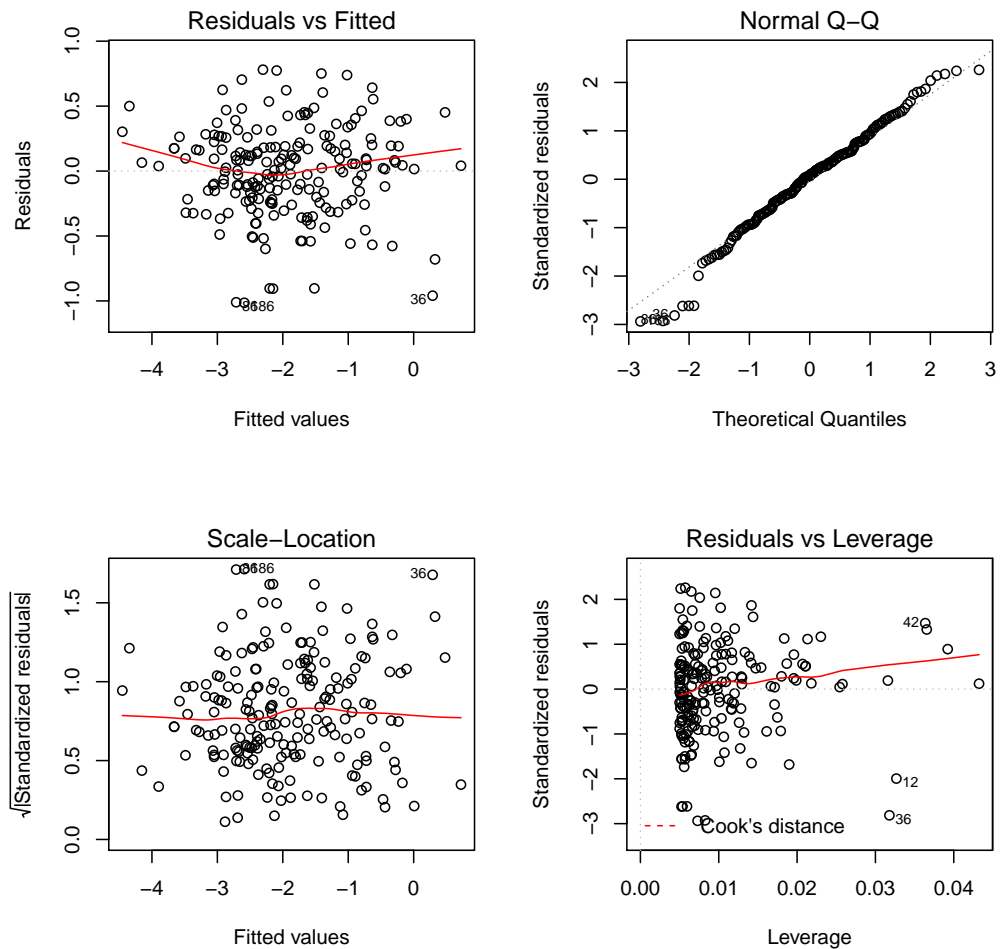 Residuals vs Fitted
1.0
0.5
0.0
−0.5
−1.0
Residuals
36
−4 −3 −2 −1 0
Fitted values
Normal Q−Q
2
1
0
−1
−2
−3
Standardized residuals
36
−3 −2 −1 0 1 2 3
Theoretical Quantiles
Scale−Location
1.5
1.0
0.5
0.0
√|Standardized residuals|
36
−4 −3 −2 −1 0
Fitted values
Residuals vs Leverage
2
1
0
−1
−2
−3
Standardized residuals
42
12
36
Cook's distance
0.00 0.01 0.02 0.03 0.04
Leverage